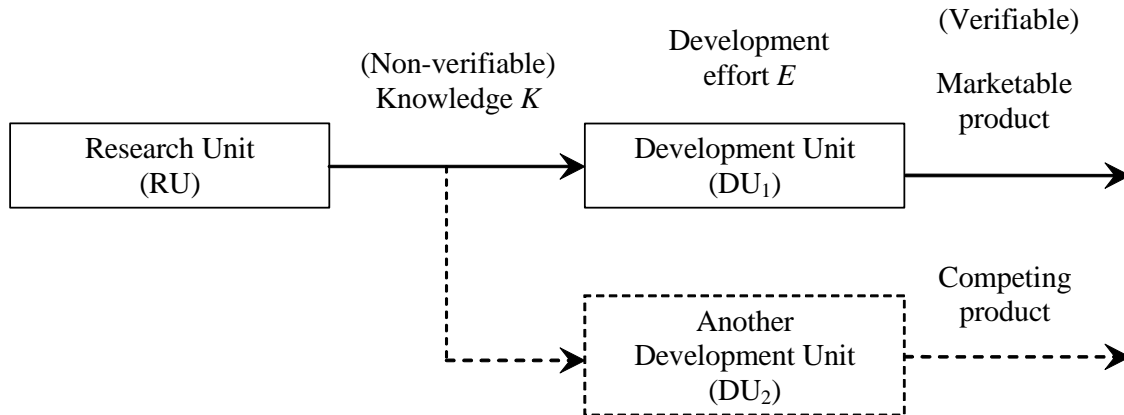 (Non-verifiable)
Knowledge K
Development
effort E
(Verifiable)
Marketable
product
Research Unit
(RU)
Development Unit
(DU₁)
Another
Development Unit
(DU₂)
Competing
product